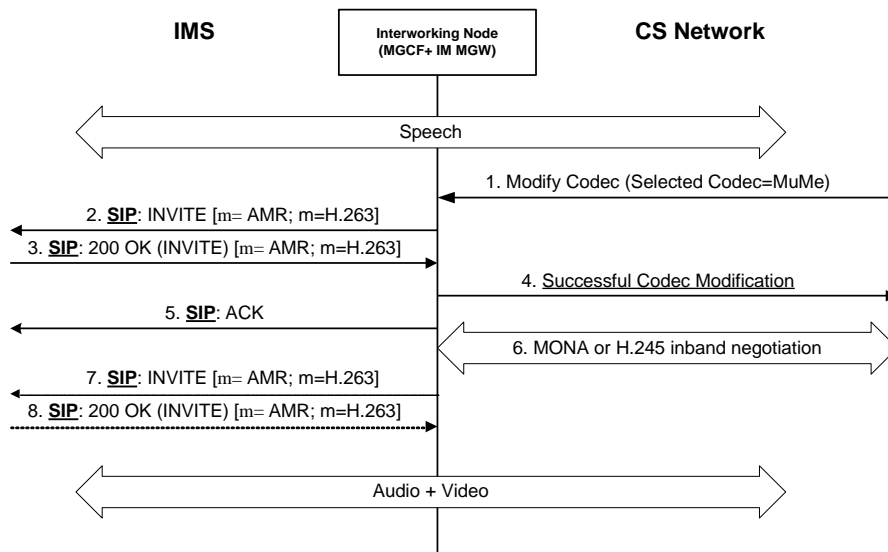 IMS
Interworking Node
(MGCF+ IM MGW)
CS Network
Speech
1. Modify Codec (Selected Codec=MuMe)
2. SIP: INVITE [m= AMR; m=H.263]
3. SIP: 200 OK (INVITE) [m= AMR; m=H.263]
4. Successful Codec Modification
5. SIP: ACK
6. MONA or H.245 inband negotiation
7. SIP: INVITE [m= AMR; m=H.263]
8. SIP: 200 OK (INVITE) [m= AMR; m=H.263]
Audio + Video